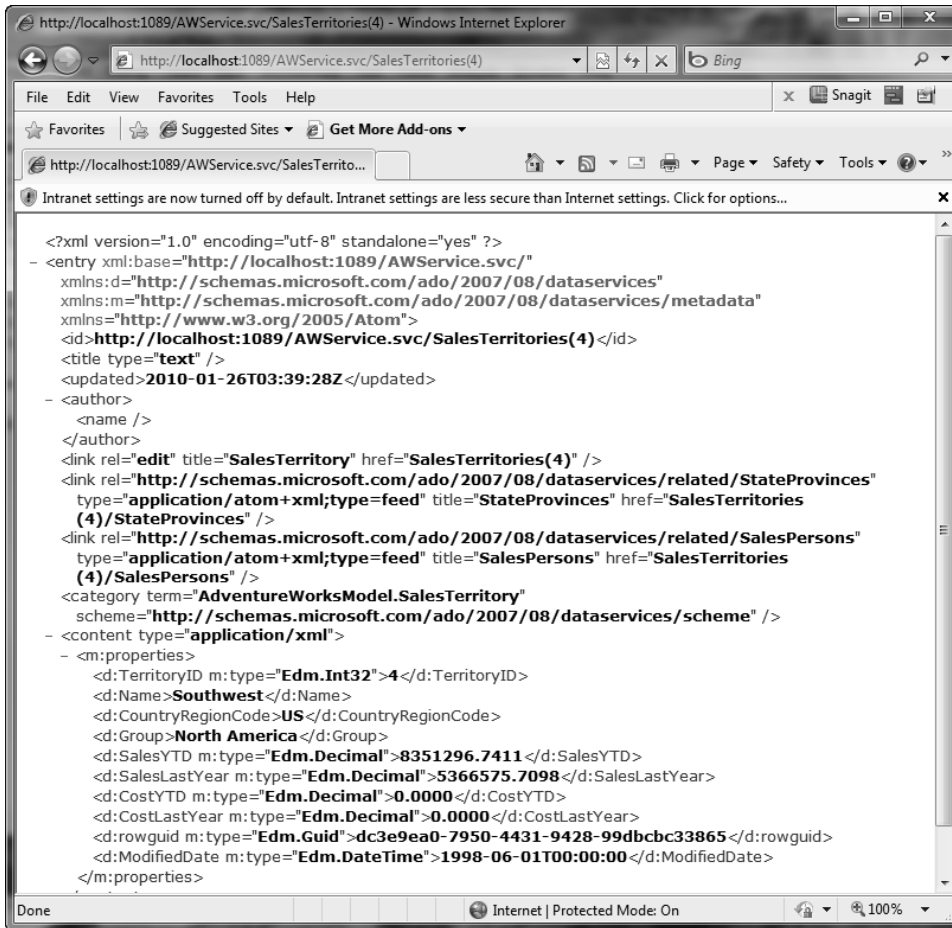 http://localhost:1089/AWService.svc/SalesTerritories(4) - Windows Internet Explorer
http://localhost:1089/AWService.svc/SalesTerritories(4)
Bing
File Edit View Favorites Tools Help
x Snagit
Favorites Suggested Sites Get More Add-ons
http://localhost:1089/AWService.svc/SalesTerrito...
Page Safety Tools
Intranet settings are now turned off by default. Intranet settings are less secure than Internet settings. Click for options...
<?xml version="1.0" encoding="utf-8" standalone="yes" ?>
- <entry xml:base="http://localhost:1089/AWService.svc/"
xmlns:d="http://schemas.microsoft.com/ado/2007/08/dataservices"
xmlns:m="http://schemas.microsoft.com/ado/2007/08/dataservices/metadata"
xmlns="http://www.w3.org/2005/Atom">
<id>http://localhost:1089/AWService.svc/SalesTerritories(4)</id>
<title type="text" />
<updated>2010-01-26T03:39:28Z</updated>
- <author>
<name />
</author>
<link rel="edit" title="SalesTerritory" href="SalesTerritories(4)" />
<link rel="http://schemas.microsoft.com/ado/2007/08/dataservices/related/StateProvinces"
type="application/atom+xml;type=feed" title="StateProvinces" href="SalesTerritories
(4)/StateProvinces" />
<link rel="http://schemas.microsoft.com/ado/2007/08/dataservices/related/SalesPersons"
type="application/atom+xml;type=feed" title="SalesPersons" href="SalesTerritories
(4)/SalesPersons" />
<category term="AdventureWorksModel.SalesTerritory"
scheme="http://schemas.microsoft.com/ado/2007/08/dataservices/scheme" />
- <content type="application/xml">
- <m:properties>
<d:TerritoryID m:type="Edm.Int32">4</d:TerritoryID>
<d:Name>Southwest</d:Name>
<d:CountryRegionCode>US</d:CountryRegionCode>
<d:Group>North America</d:Group>
<d:SalesYTD m:type="Edm.Decimal">8351296.7411</d:SalesYTD>
<d:SalesLastYear m:type="Edm.Decimal">5366575.7098</d:SalesLastYear>
<d:CostYTD m:type="Edm.Decimal">0.0000</d:CostYTD>
<d:CostLastYear m:type="Edm.Decimal">0.0000</d:CostLastYear>
<d:rowguid m:type="Edm.Guid">dc3e9ea0-7950-4431-9428-99dbcbc33865</d:rowguid>
<d:ModifiedDate m:type="Edm.DateTime">1998-06-01T00:00:00</d:ModifiedDate>
</m:properties>
Done Internet | Protected Mode: On 100%